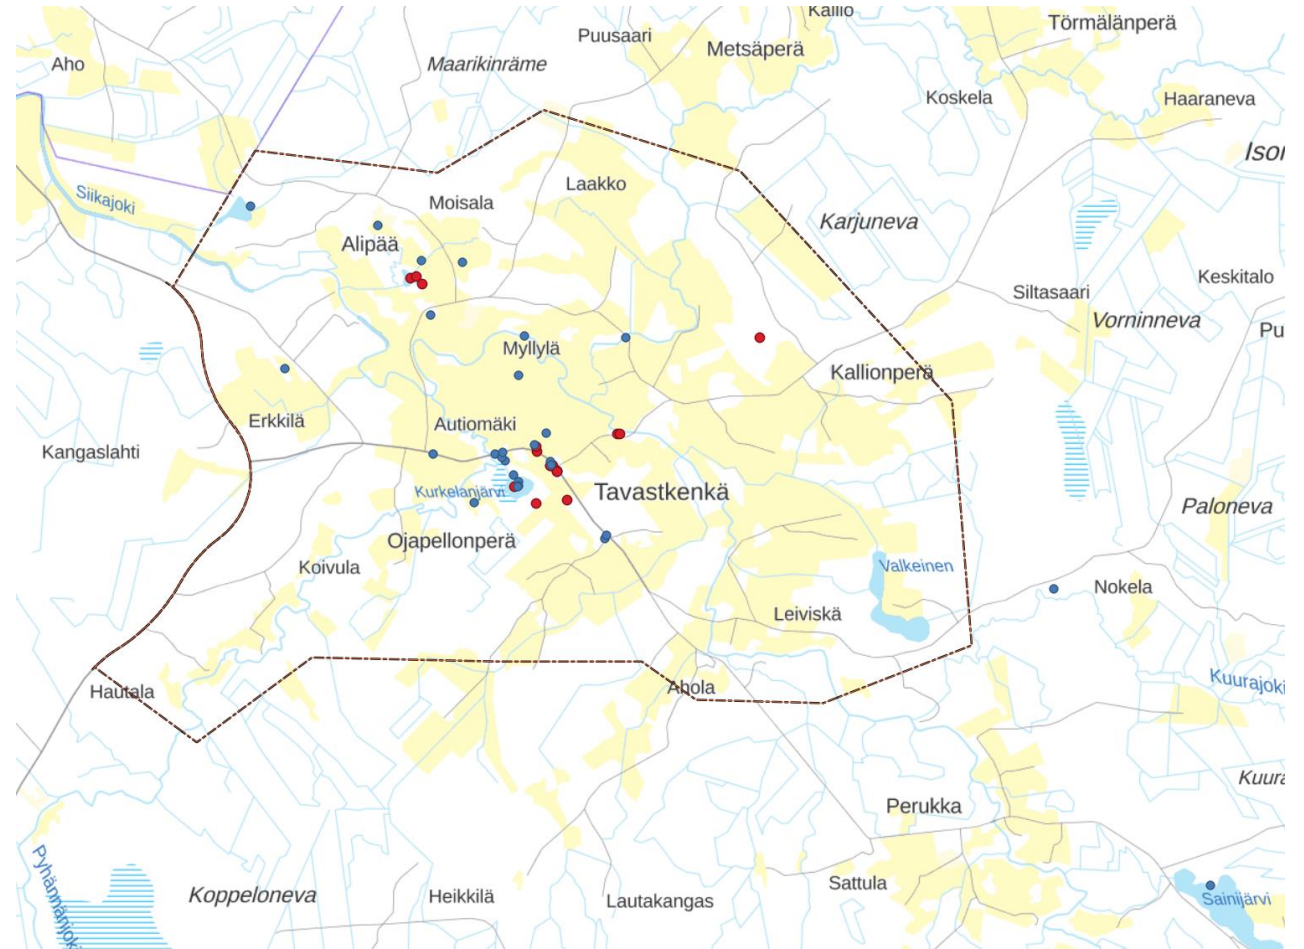 Kallio
Törmälänperä
Puusaari
Metsäperä
Aho
Maarikinräme
Koskela
Haaraneva
Isor
Laakko
Siikajoki
Moisala
Karjuneva
Alipää
Keskitalo
Siltasaari
Vorninneva
Pu
Myllylä
Kallionperä
Erkkilä
Autiomäki
Kangaslahti
Kurkelanjärvi
Tavastkenkä
Paloneva
Ojapellonperä
Koivula
Valkeinen
Nokela
Leiviskä
Hautala
Ahola
Kuurajoki
Kuura
Perukka
Pyhännänjoki
Koppeloneva
Heikkilä
Lautakangas
Sattula
Sainijärvi